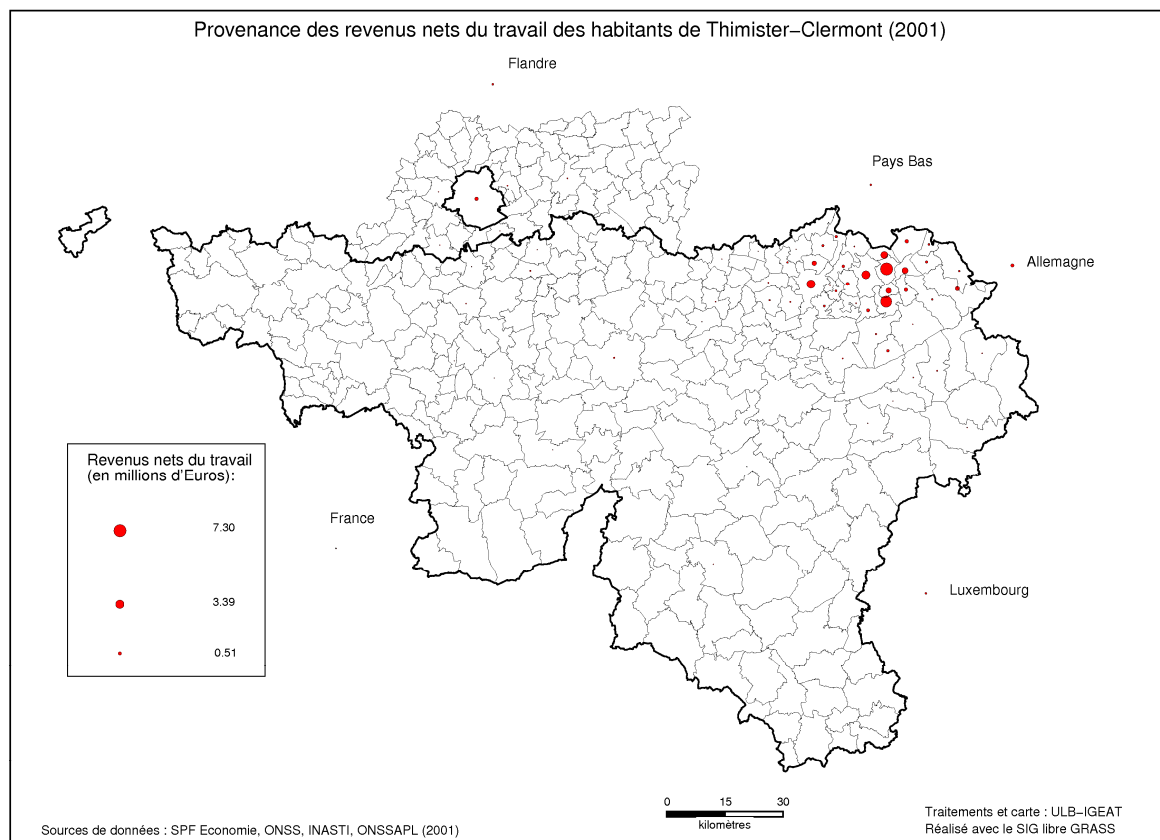 Provenance des revenus nets du travail des habitants de Thimister−Clermont (2001)
Flandre
Pays Bas
Allemagne
Revenus nets du travail
(en millions d'Euros):
7.30
3.39
0.51
France
Luxembourg
0 15 30
kilomètres
Sources de données : SPF Economie, ONSS, INASTI, ONSSAPL (2001)
Traitements et carte : ULB−IGEAT
Réalisé avec le SIG libre GRASS